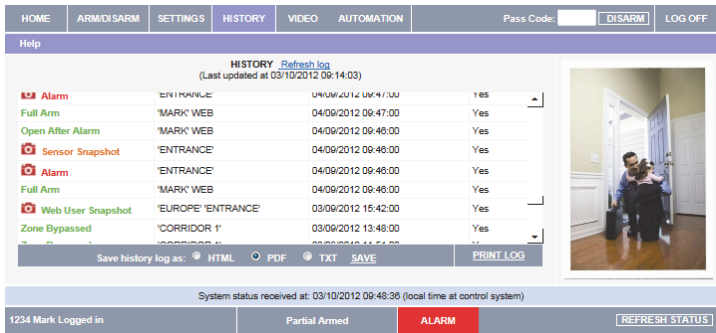 HOME ARM/DISARM SETTINGS HISTORY VIDEO AUTOMATION Pass Code: DISARM LOG OFF
Help
HISTORY Refresh log
(Last updated at 03/10/2012 09:14:03)
Alarm 'ENTRANCE' 04/09/2012 09:47:00 Yes
Full Arm 'MARK' WEB 04/09/2012 09:47:00 Yes
Open After Alarm 'MARK' WEB 04/09/2012 09:46:00 Yes
Sensor Snapshot 'ENTRANCE' 04/09/2012 09:46:00 Yes
Alarm 'ENTRANCE' 04/09/2012 09:46:00 Yes
Full Arm 'MARK' WEB 04/09/2012 09:46:00 Yes
Web User Snapshot 'EUROPE' 'ENTRANCE' 03/09/2012 15:42:00 Yes
Zone Bypassed 'CORRIDOR 1' 03/09/2012 13:48:00 Yes
Save history log as: HTML PDF TXT SAVE PRINT LOG
System status received at: 03/10/2012 09:48:36 (local time at control system)
1234 Mark Logged in Partial Armed ALARM REFRESH STATUS